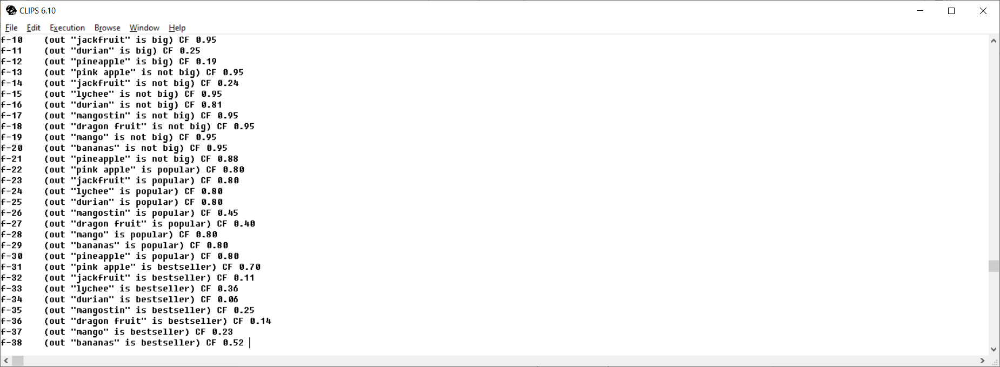 CLIPS 6.10
File Edit Execution Browse Window Help
f-10 (out "jackfruit" is big) CF 0.95
f-11 (out "durian" is big) CF 0.25
f-12 (out "pineapple" is big) CF 0.19
f-13 (out "pink apple" is not big) CF 0.95
f-14 (out "jackfruit" is not big) CF 0.24
f-15 (out "lychee" is not big) CF 0.95
f-16 (out "durian" is not big) CF 0.81
f-17 (out "mangostin" is not big) CF 0.95
f-18 (out "dragon fruit" is not big) CF 0.95
f-19 (out "mango" is not big) CF 0.95
f-20 (out "bananas" is not big) CF 0.95
f-21 (out "pineapple" is not big) CF 0.88
f-22 (out "pink apple" is popular) CF 0.80
f-23 (out "jackfruit" is popular) CF 0.80
f-24 (out "lychee" is popular) CF 0.80
f-25 (out "durian" is popular) CF 0.80
f-26 (out "mangostin" is popular) CF 0.45
f-27 (out "dragon fruit" is popular) CF 0.40
f-28 (out "mango" is popular) CF 0.80
f-29 (out "bananas" is popular) CF 0.80
f-30 (out "pineapple" is popular) CF 0.80
f-31 (out "pink apple" is bestseller) CF 0.70
f-32 (out "jackfruit" is bestseller) CF 0.11
f-33 (out "lychee" is bestseller) CF 0.36
f-34 (out "durian" is bestseller) CF 0.06
f-35 (out "mangostin" is bestseller) CF 0.25
f-36 (out "dragon fruit" is bestseller) CF 0.14
f-37 (out "mango" is bestseller) CF 0.23
f-38 (out "bananas" is bestseller) CF 0.52